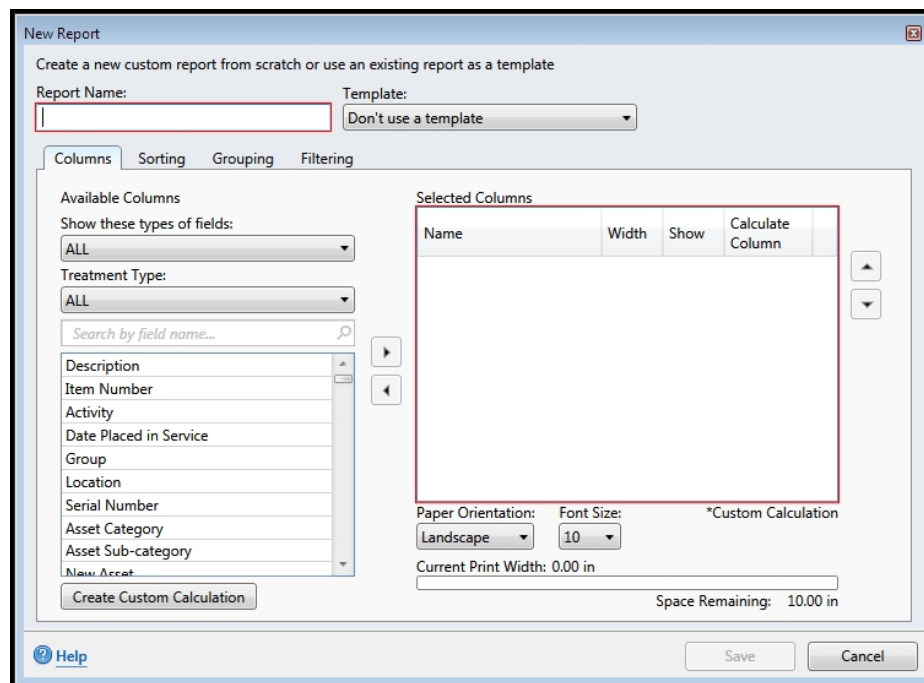 New Report
Create a new custom report from scratch or use an existing report as a template
Report Name:
Template:
Don't use a template
Columns Sorting Grouping Filtering
Available Columns
Show these types of fields:
ALL
Treatment Type:
ALL
Search by field name...
Description
Item Number
Activity
Date Placed in Service
Group
Location
Serial Number
Asset Category
Asset Sub-category
New Asset
Create Custom Calculation
Selected Columns
Name Width Show Calculate Column
Paper Orientation: Font Size: *Custom Calculation
Landscape 10
Current Print Width: 0.00 in
Space Remaining: 10.00 in
Help
Save Cancel